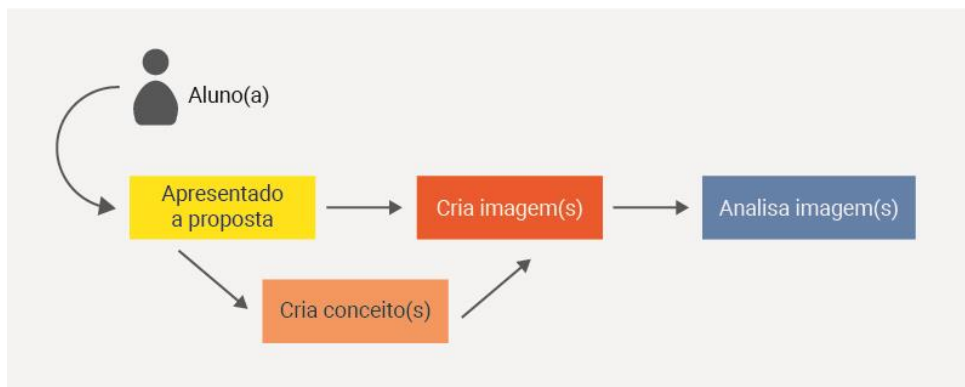 Aluno(a)
Apresentado
a proposta
Cria imagem(s)
Analisa imagem(s)
Cria conceito(s)